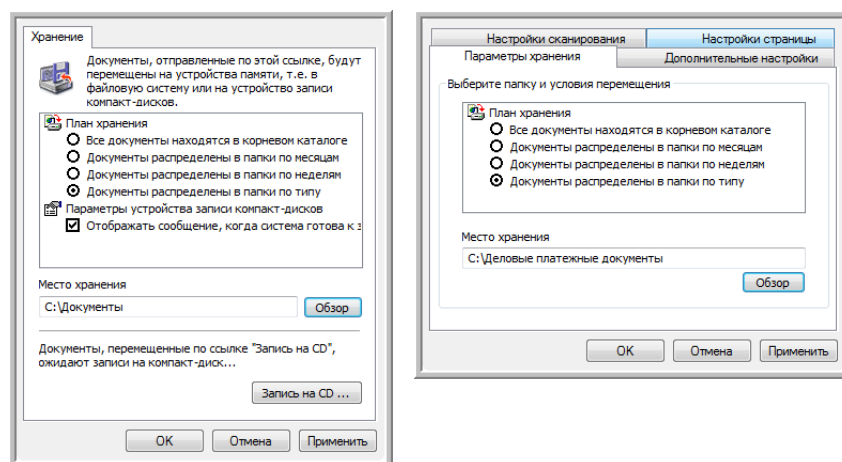 Хранение
Документы, отправленные по этой ссылке, будут
перемещены на устройства памяти, т.е. в
файловую систему или на устройство записи
компакт-дисков.
План хранения
Все документы находятся в корневом каталоге
Документы распределены в папки по месяцам
Документы распределены в папки по неделям
Документы распределены в папки по типу
Параметры устройства записи компакт-дисков
Отображать сообщение, когда система готова к з
Место хранения
C:\Документы
Обзор
Документы, перемещенные по ссылке "Запись на CD",
ожидают записи на компакт-диск...
Запись на CD ...
OK Отмена Применить
Настройки сканирования Настройки страницы
Параметры хранения Дополнительные настройки
Выберите папку и условия перемещения
План хранения
Все документы находятся в корневом каталоге
Документы распределены в папки по месяцам
Документы распределены в папки по неделям
Документы распределены в папки по типу
Место хранения
C:\Деловые платежные документы
Обзор
OK Отмена Применить